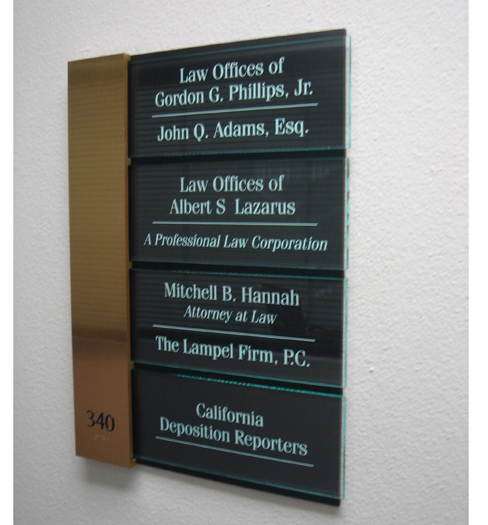 Law Offices of
Gordon G. Phillips, Jr.
John Q. Adams, Esq.
Law Offices of
Albert S Lazarus
A Professional Law Corporation
Mitchell B. Hannah
Attorney at Law
The Lampel Firm, P.C.
California
Deposition Reporters
340